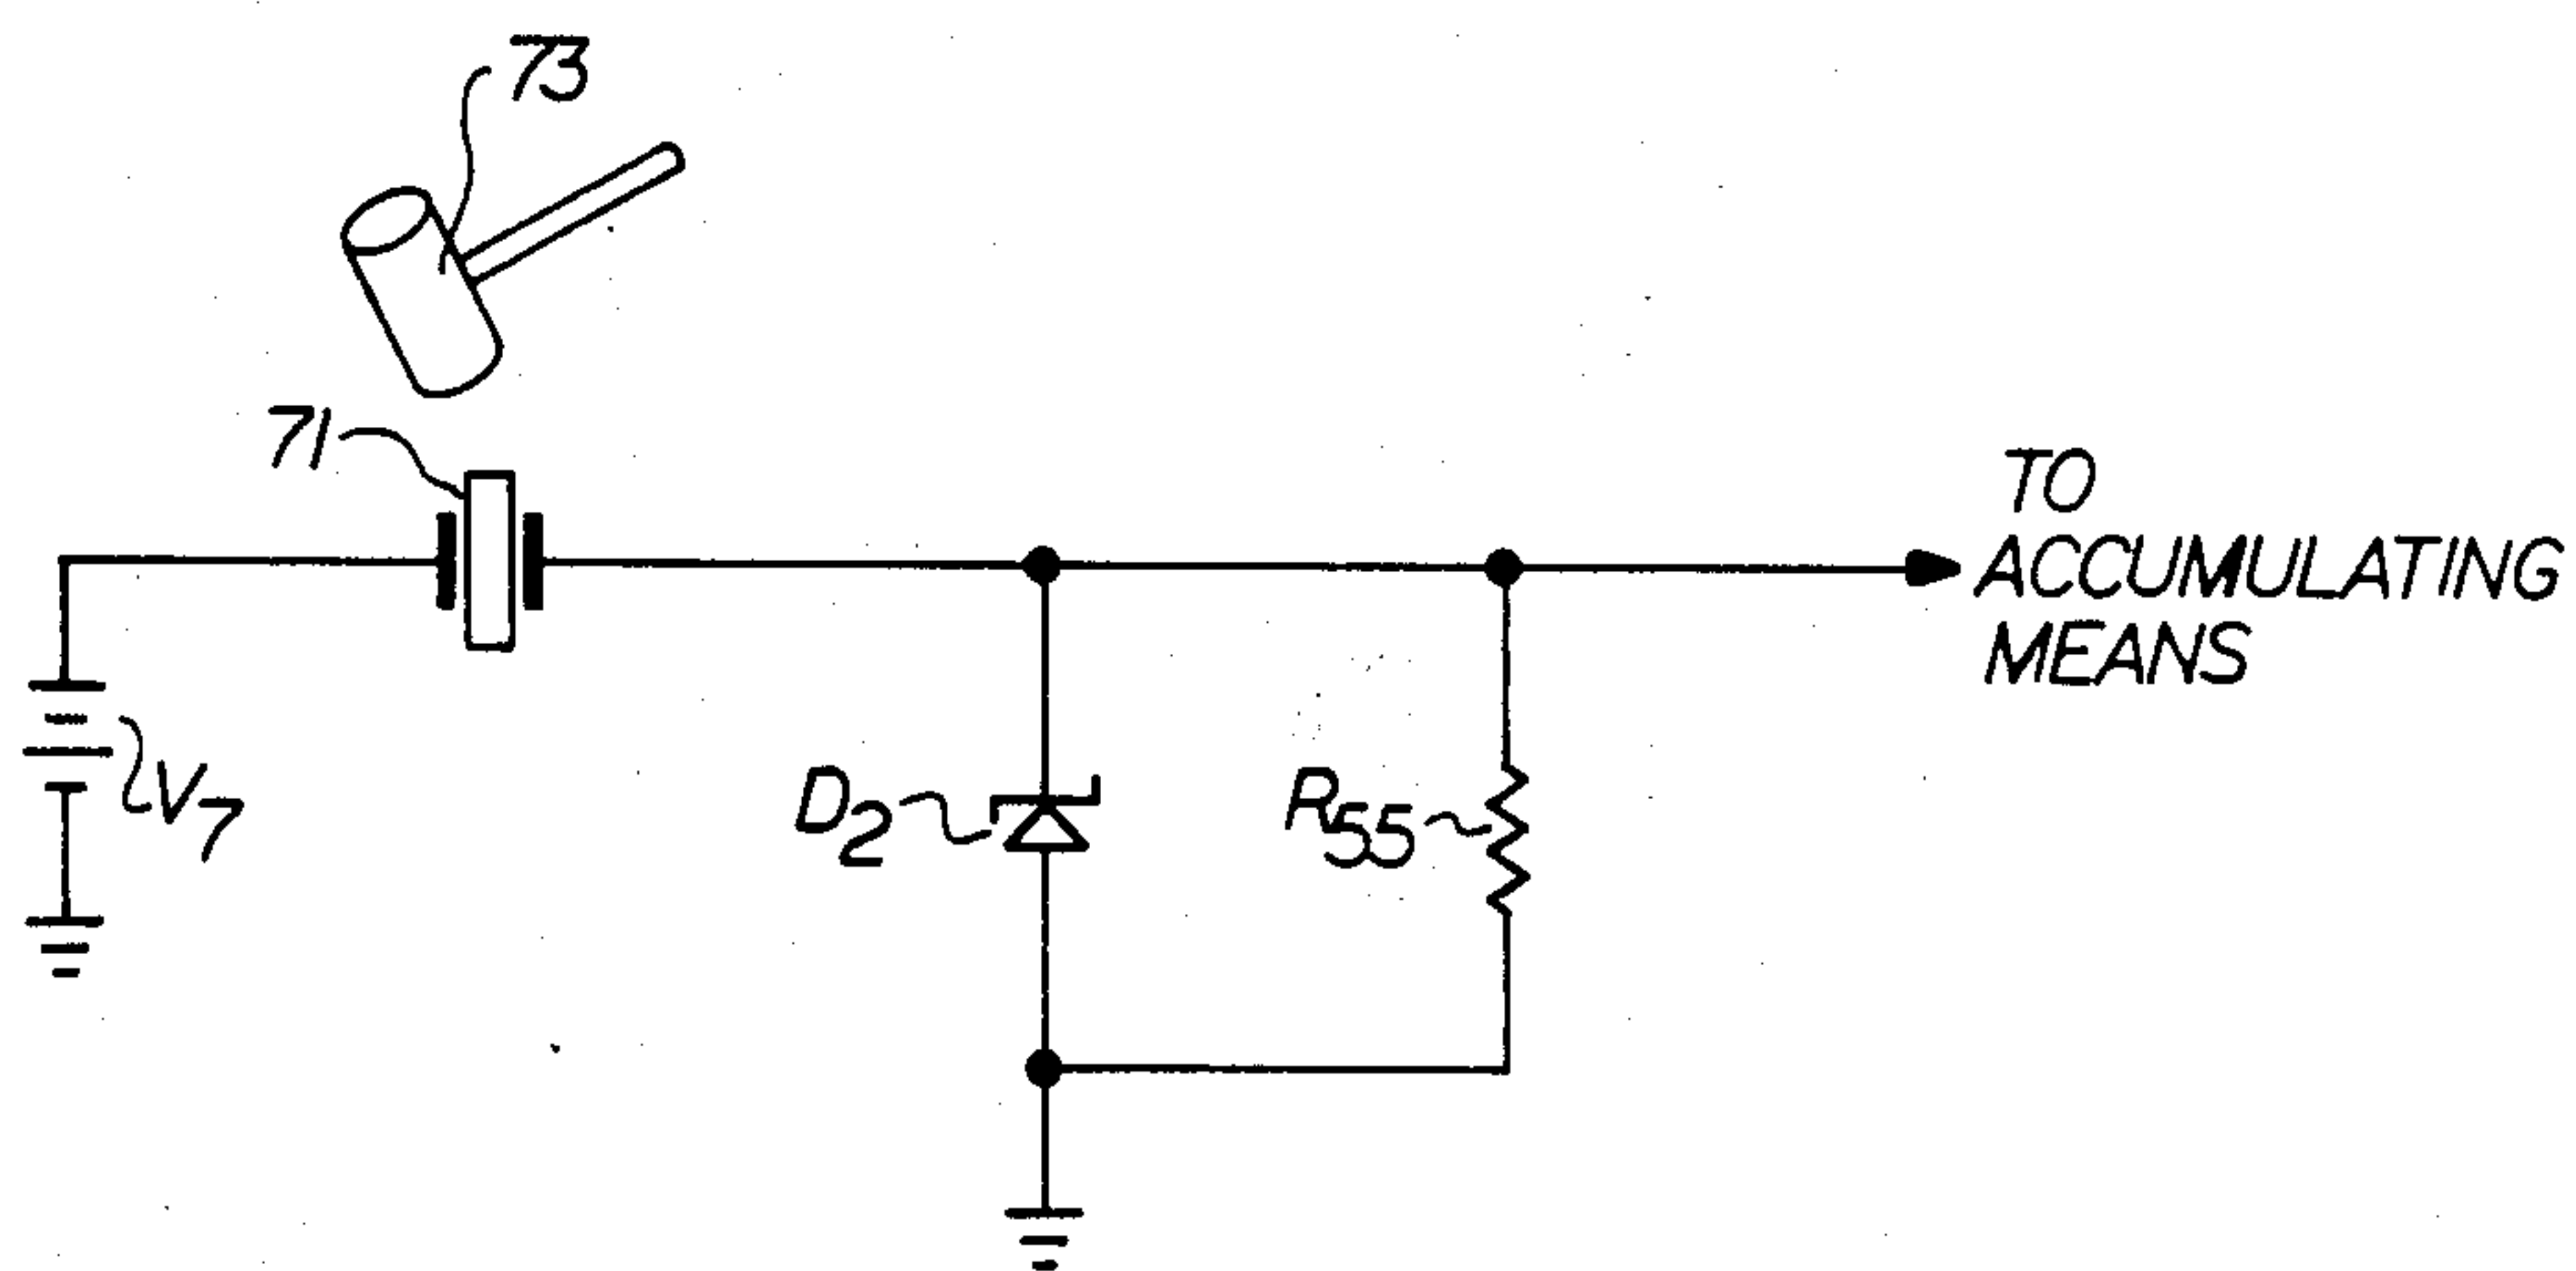 73
71
TO
ACCUMULATING
MEANS
V7
D2
R55